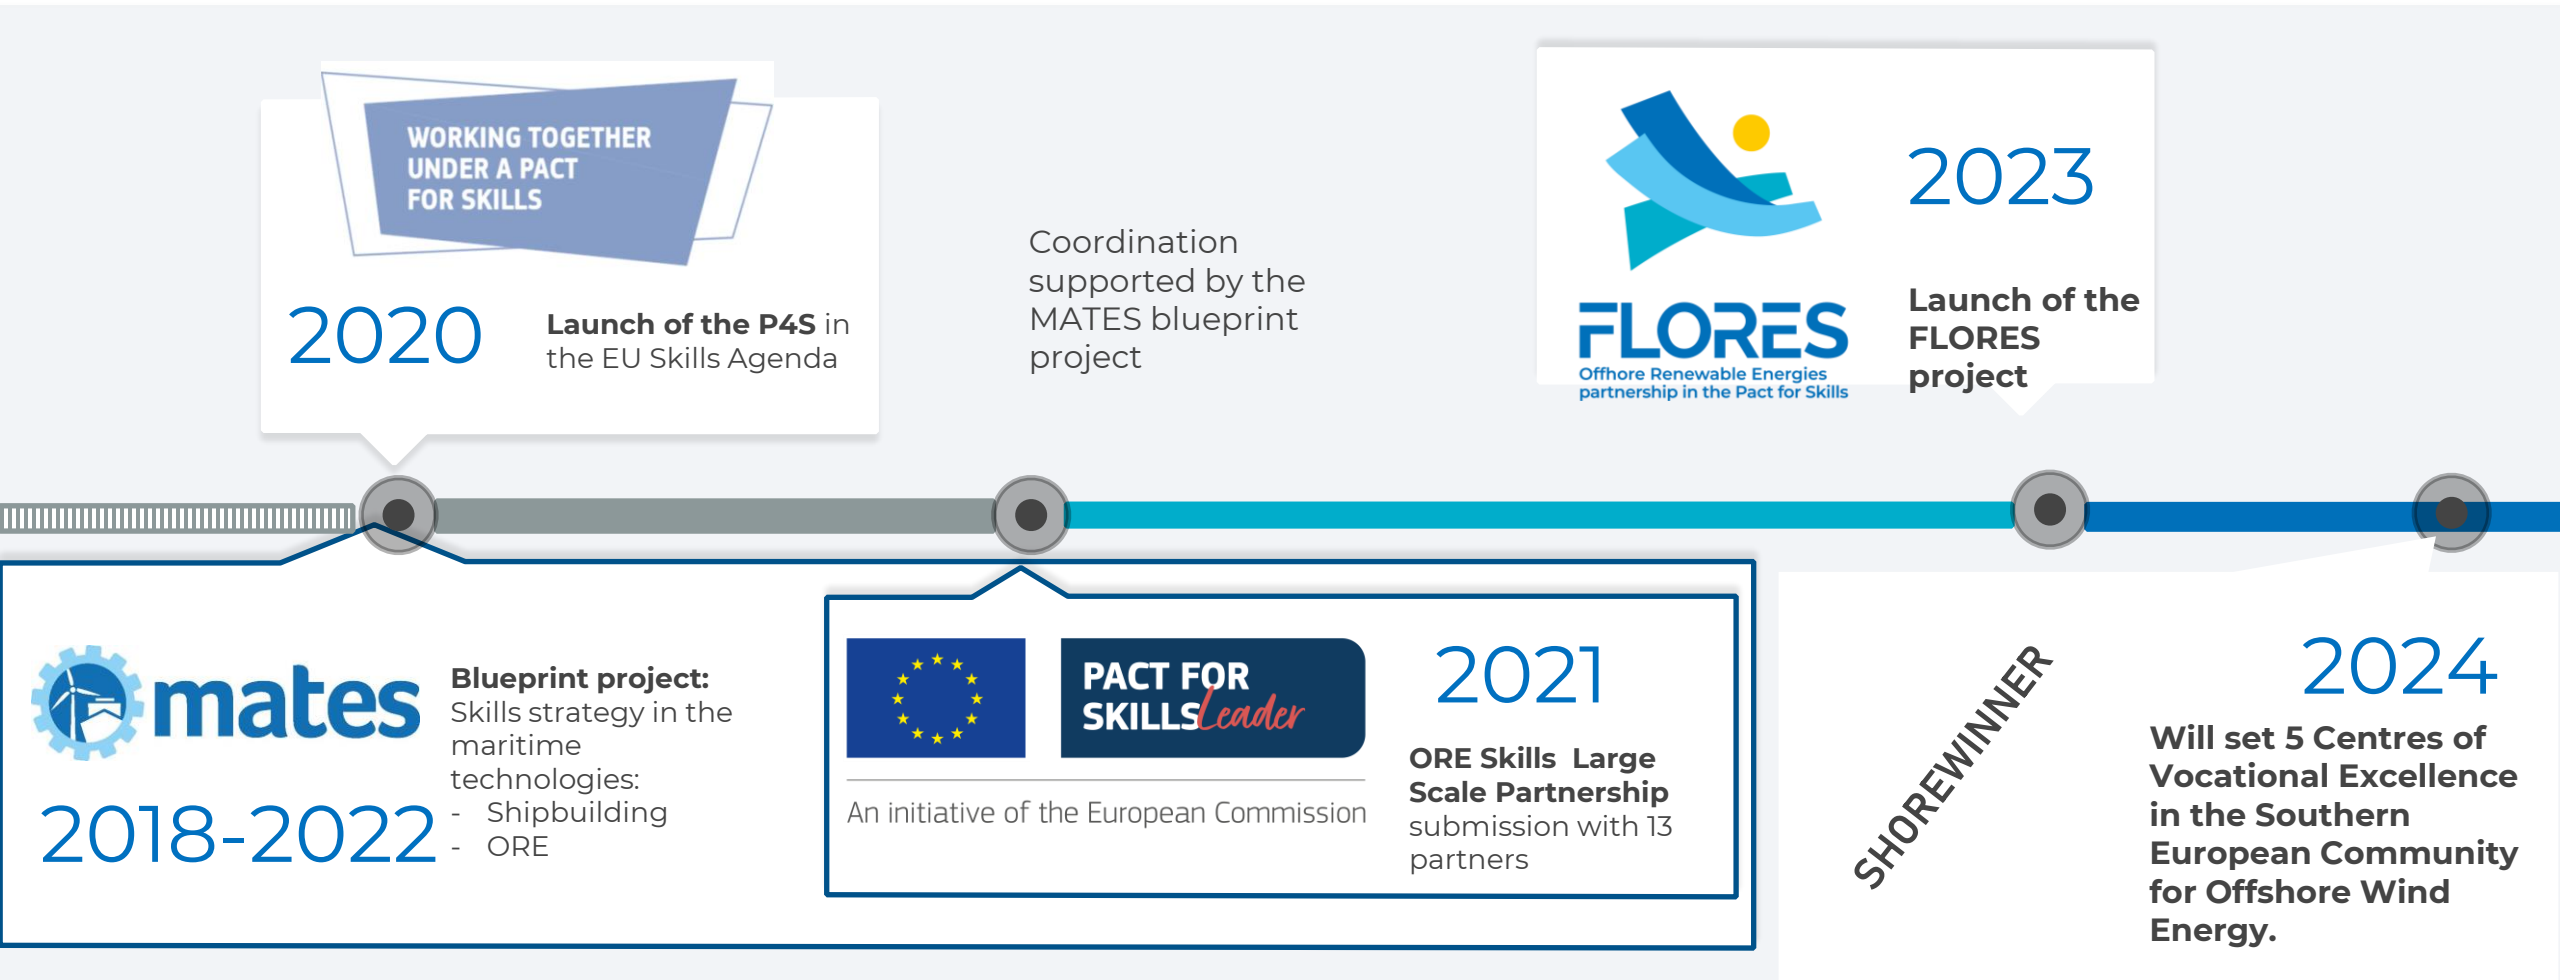 WORKING TOGETHER
UNDER A PACT
FOR SKILLS
2020
Launch of the P4S in
the EU Skills Agenda
Coordination
supported by the
MATES blueprint
project
FLORES
Offhore Renewable Energies
partnership in the Pact for Skills
2023
Launch of the
FLORES
project
mates
2018-2022
Blueprint project:
Skills strategy in the
maritime
technologies:
- Shipbuilding
- ORE
PACT FOR
SKILLS Leader
An initiative of the European Commission
2021
ORE Skills Large
Scale Partnership
submission with 13
partners
SHOREWINNER
2024
Will set 5 Centres of
Vocational Excellence
in the Southern
European Community
for Offshore Wind
Energy.